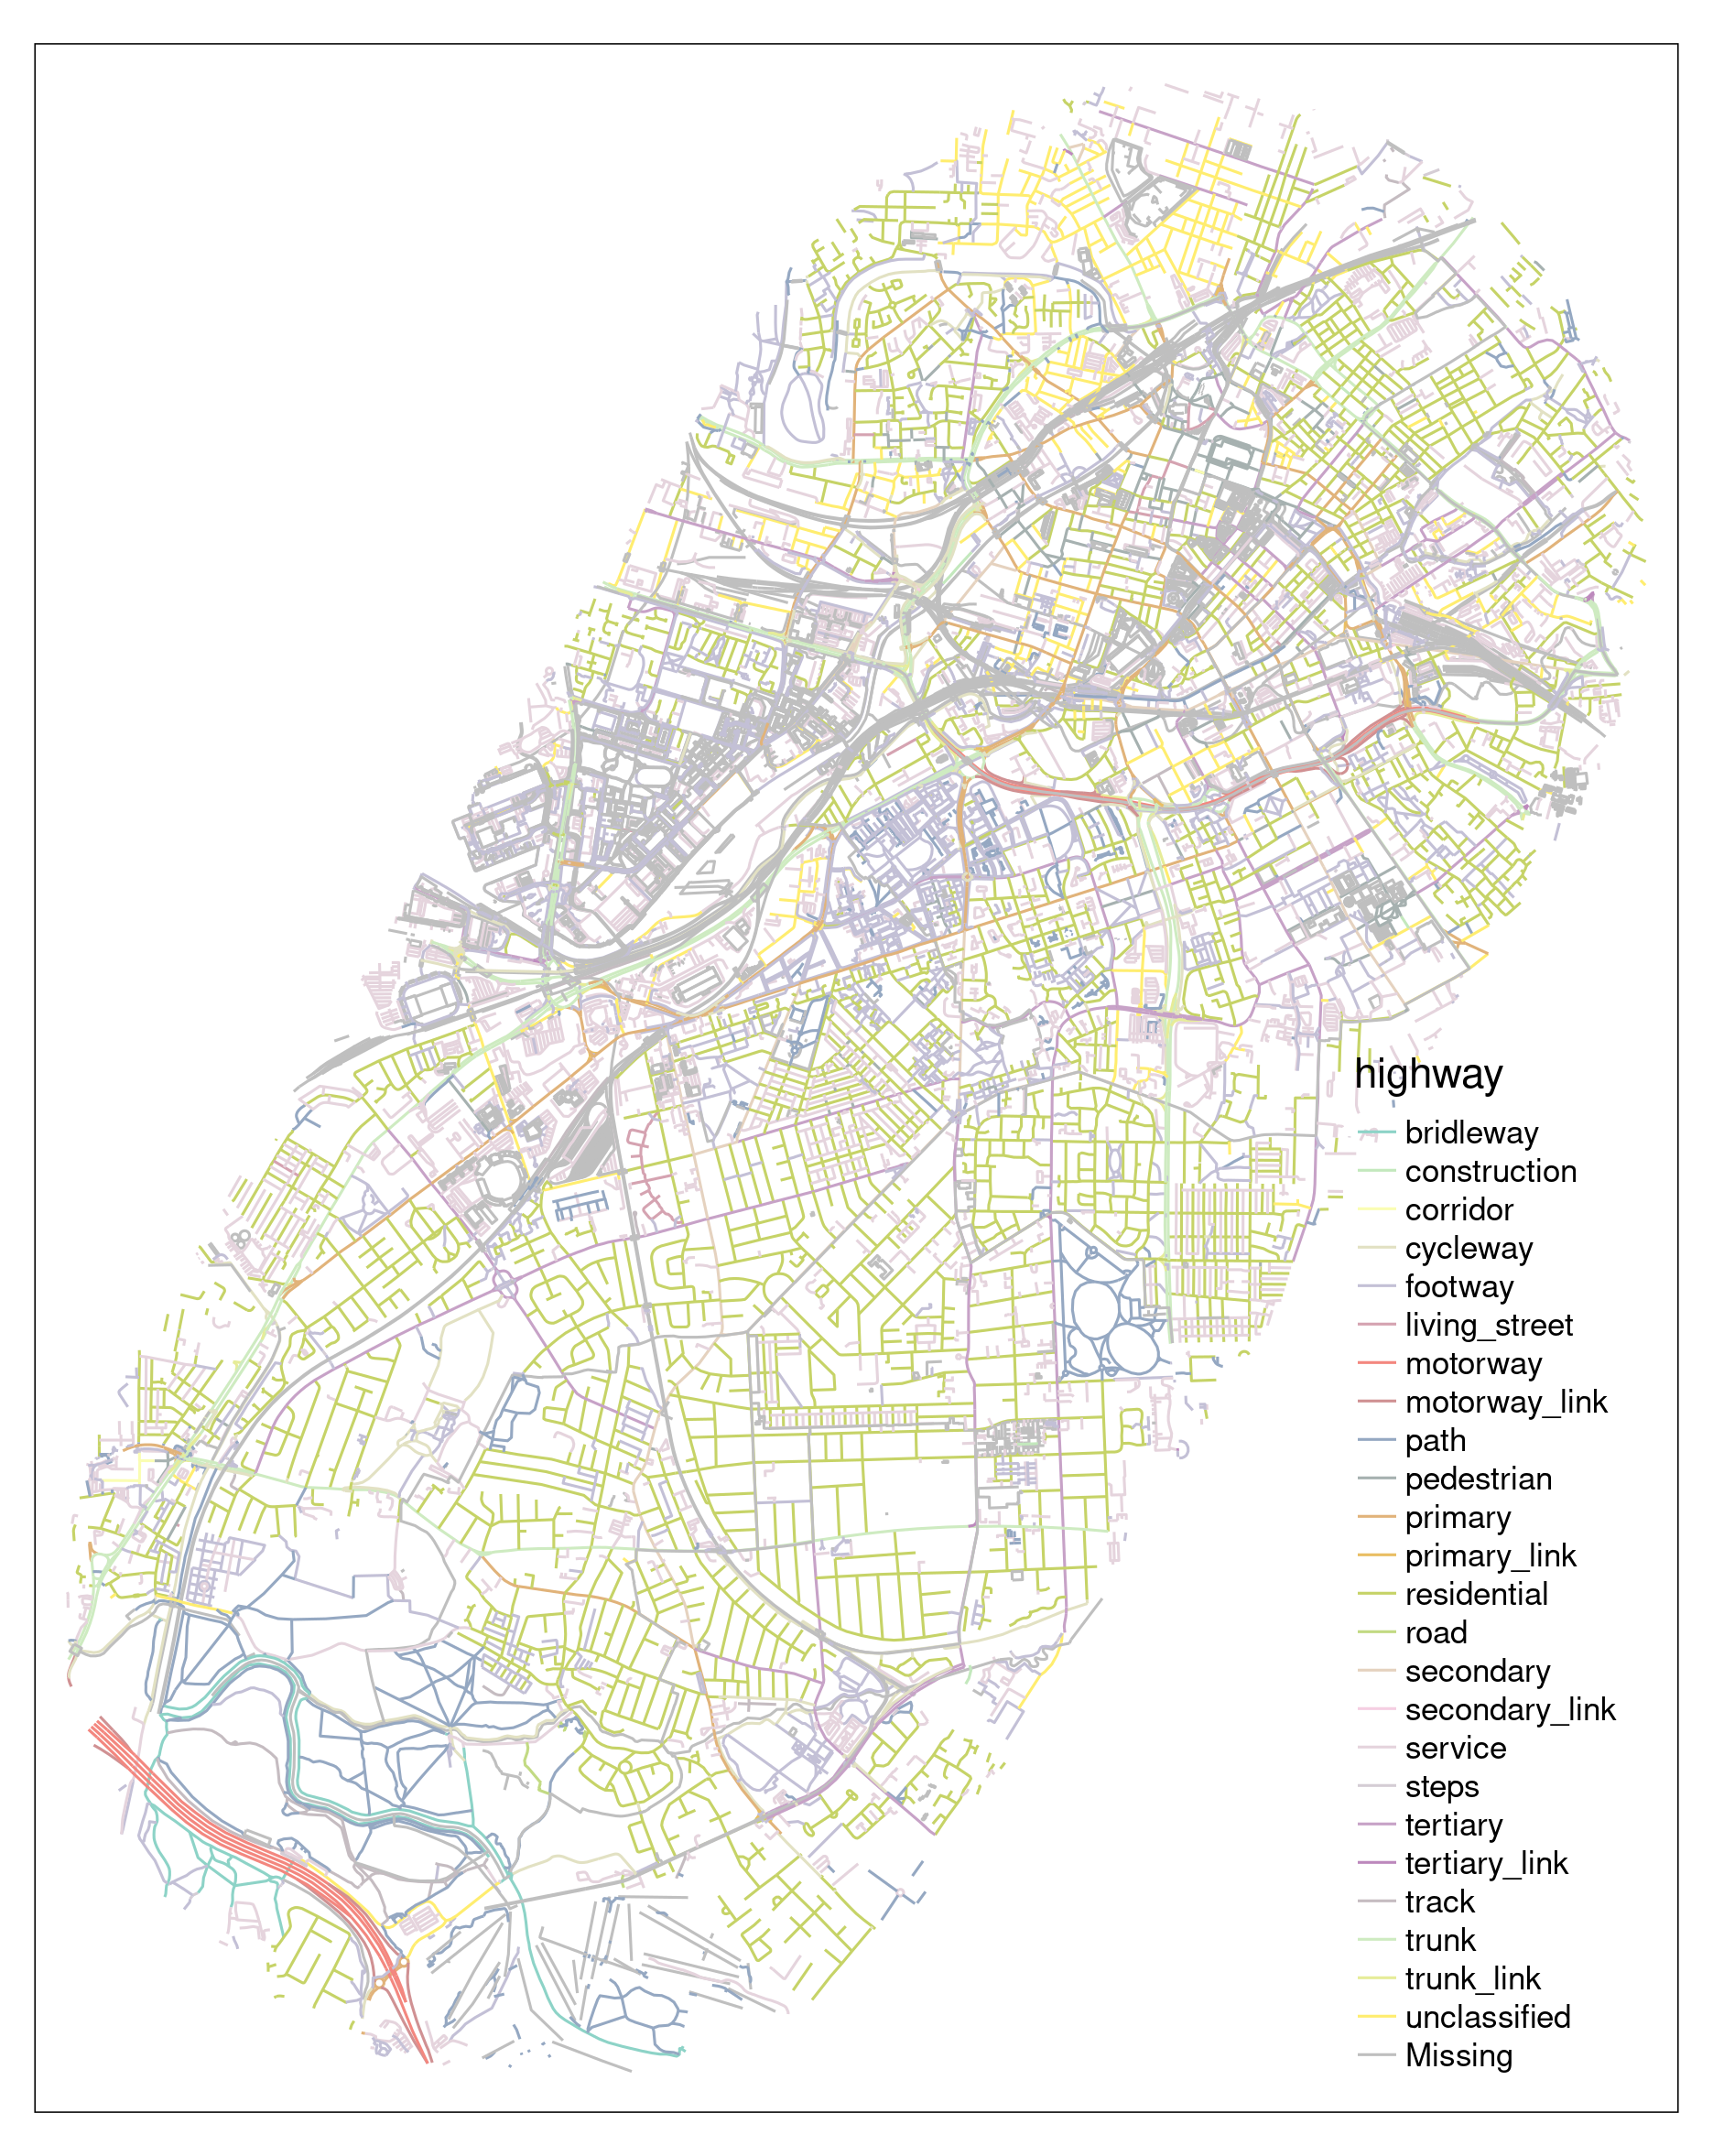 highway
bridleway
construction
corridor
cycleway
footway
living_street
motorway
motorway_link
path
pedestrian
primary
primary_link
residential
road
secondary
secondary_link
service
steps
tertiary
tertiary_link
track
trunk
trunk_link
unclassified
Missing